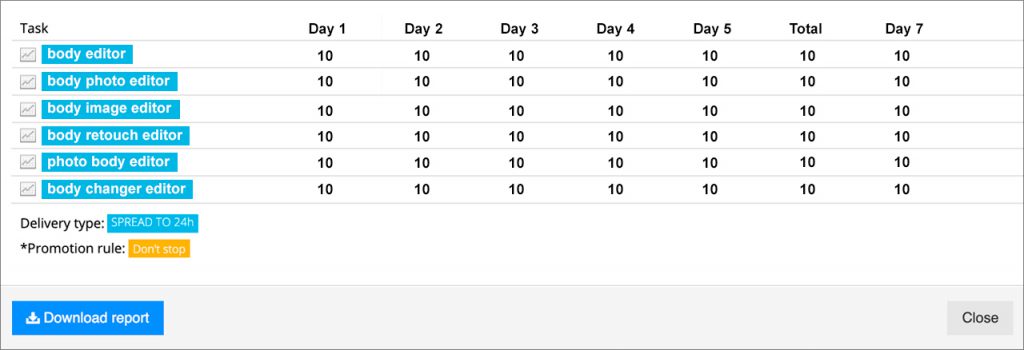 Task Day 1 Day 2 Day 3 Day 4 Day 5 Total Day 7
body editor 10 10 10 10 10 10 10
body photo editor 10 10 10 10 10 10 10
body image editor 10 10 10 10 10 10 10
body retouch editor 10 10 10 10 10 10 10
photo body editor 10 10 10 10 10 10 10
body changer editor 10 10 10 10 10 10 10
Delivery type: SPREAD TO 24h
*Promotion rule: Don't stop
Download report Close